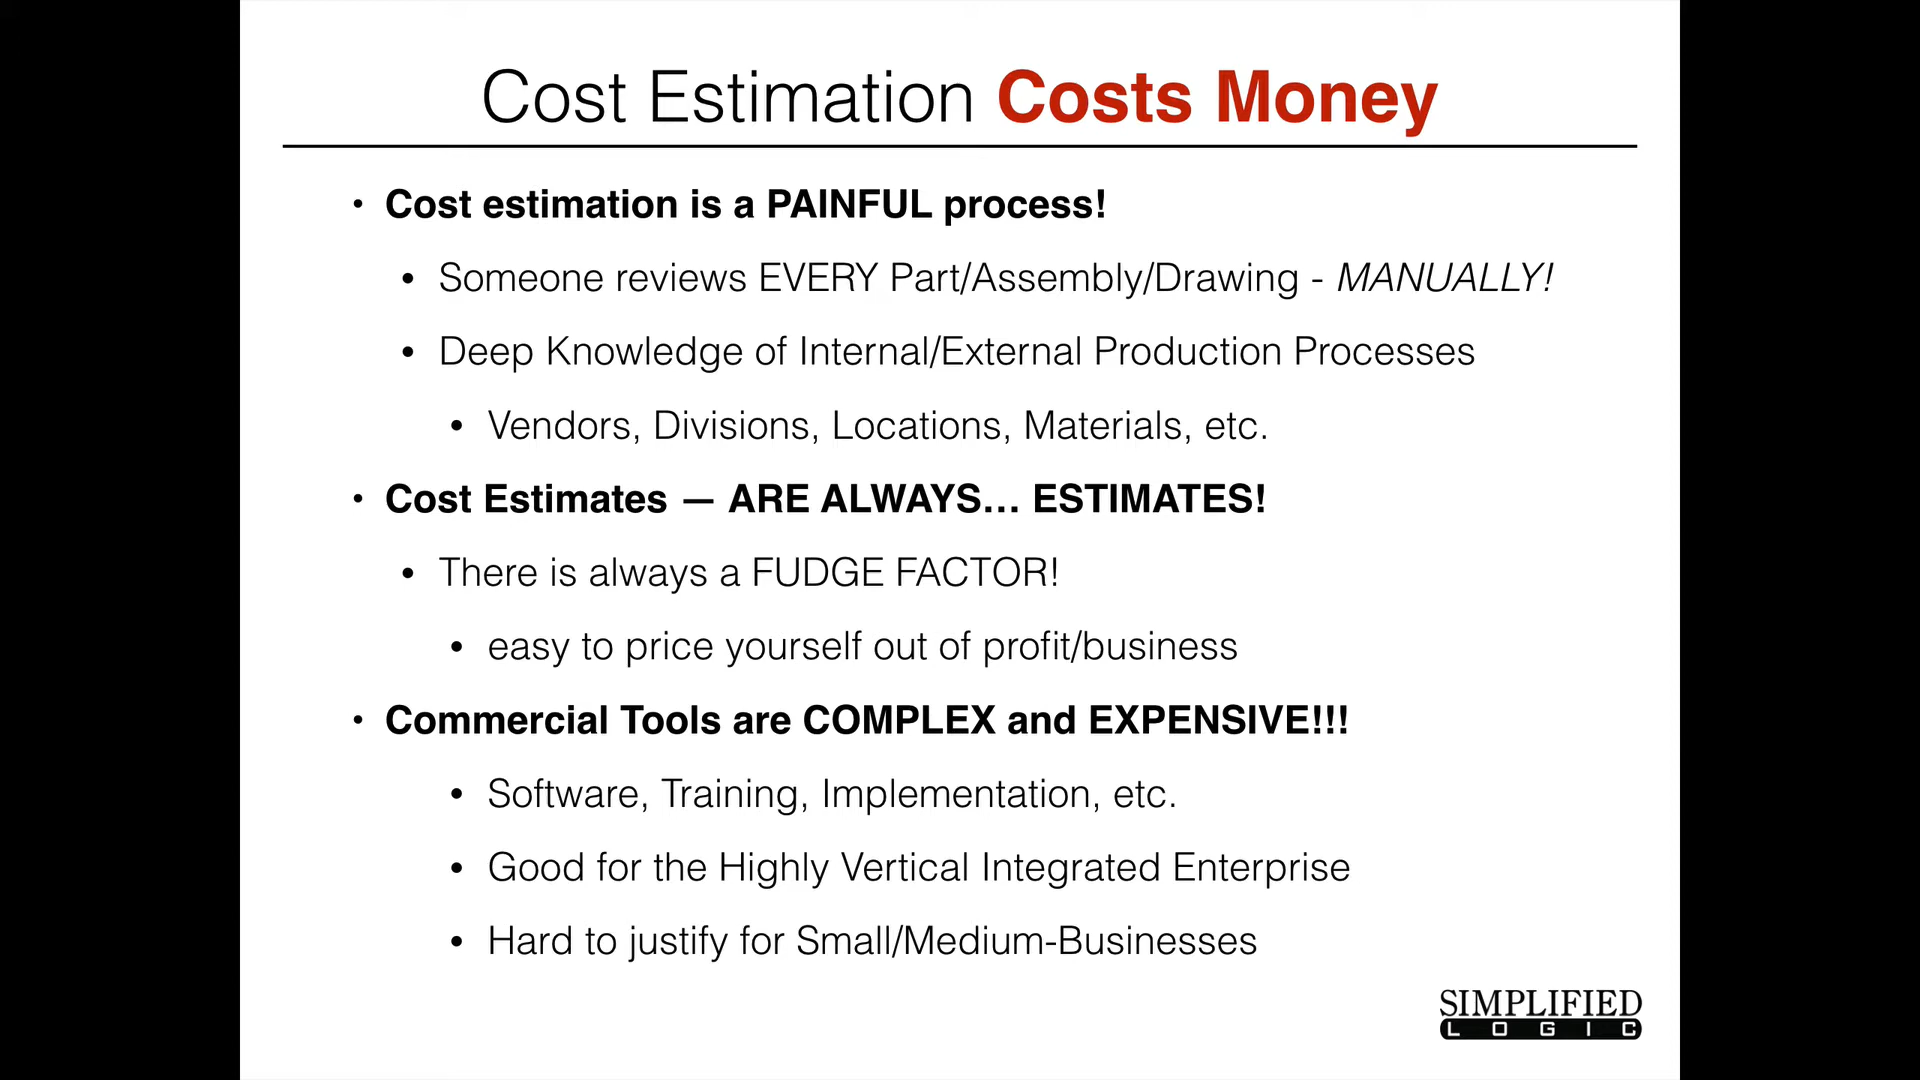 Cost Estimation Costs Money
• Cost estimation is a PAINFUL process!
• Someone reviews EVERY Part/Assembly/Drawing - MANUALLY!
• Deep Knowledge of Internal/External Production Processes
• Vendors, Divisions, Locations, Materials, etc.
• Cost Estimates — ARE ALWAYS... ESTIMATES!
• There is always a FUDGE FACTOR!
• easy to price yourself out of profit/business
• Commercial Tools are COMPLEX and EXPENSIVE!!!
• Software, Training, Implementation, etc.
• Good for the Highly Vertical Integrated Enterprise
• Hard to justify for Small/Medium-Businesses
SIMPLIFIED
LOGIC